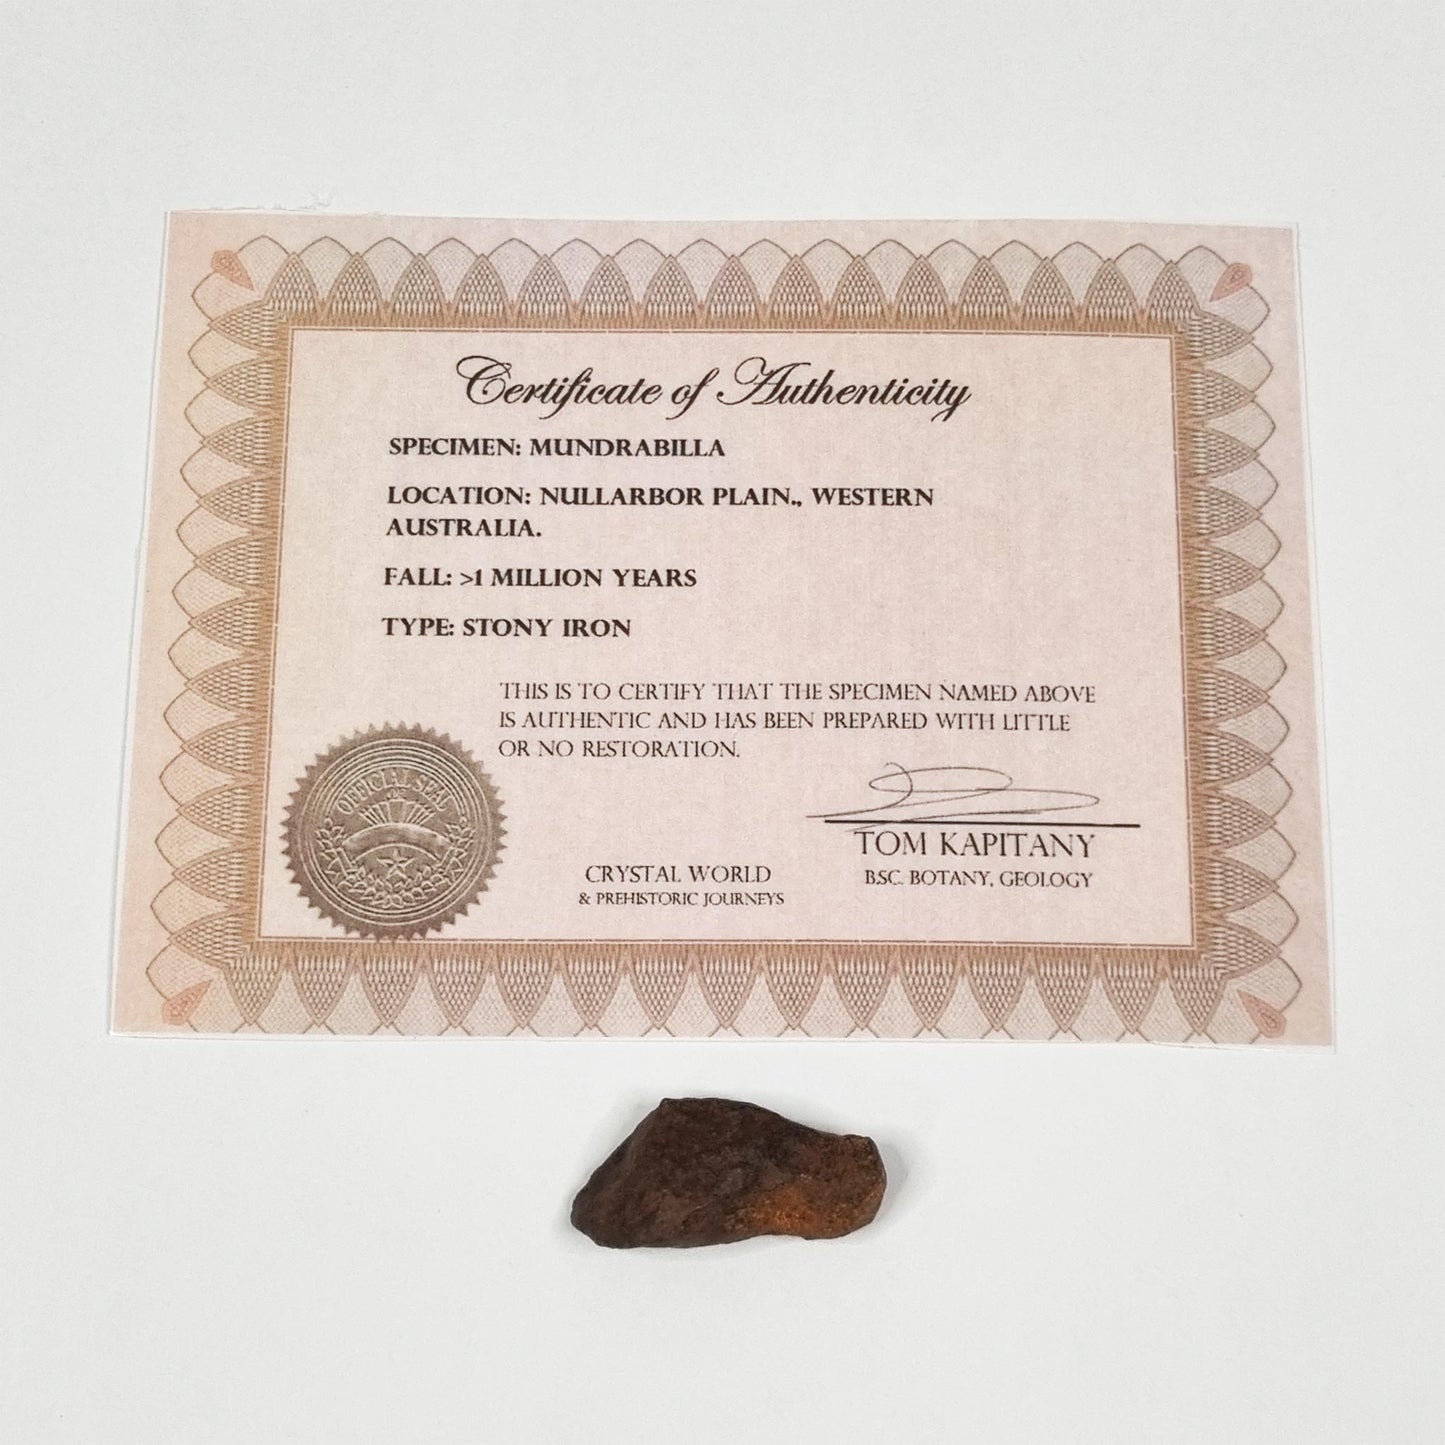 Certificate of Authenticity
SPECIMEN: MUNDRABILLA
LOCATION: NULLARBOR PLAIN., WESTERN
AUSTRALIA.
FALL: >1 MILLION YEARS
TYPE: STONY IRON
THIS IS TO CERTIFY THAT THE SPECIMEN NAMED ABOVE
IS AUTHENTIC AND HAS BEEN PREPARED WITH LITTLE
OR NO RESTORATION.
OFFICIAL SEAL
TOM KAPITANY
B.SC. BOTANY, GEOLOGY
CRYSTAL WORLD
& PREHISTORIC JOURNEYS